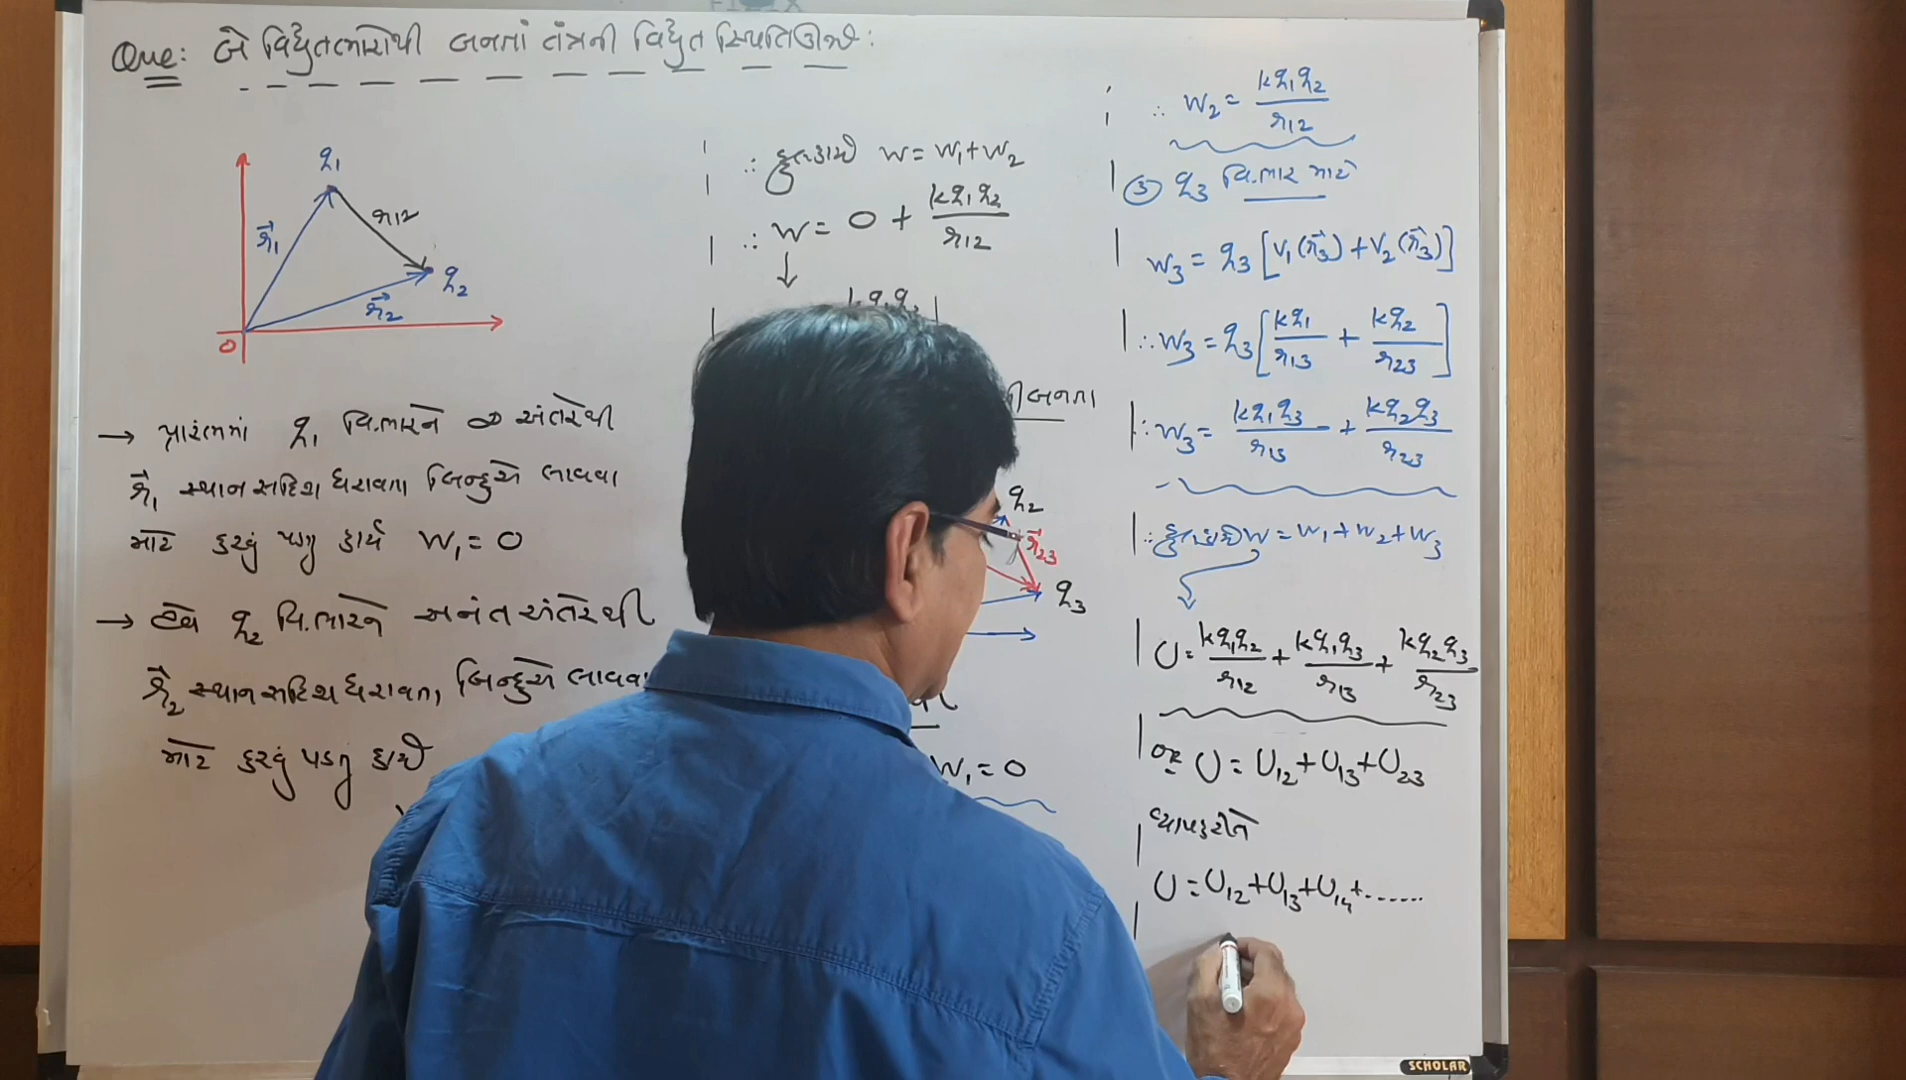 Que: બે વિદ્યુતભારોથી બનતાં તંત્રની વિદ્યુત સ્થિતિઊર્જા:
q₁
r₁₂
r⃗₁
q₂
r⃗₂
O
→ પ્રારંભમાં q₁ વિ.ભારને ∞ અંતરેથી
r⃗₁ સ્થાન સદિશ ધરાવતા બિન્દુએ લાવવા
માટે કરવું પડતુ કાર્ય W₁ = 0
→ હવે q₂ વિ.ભારને અનંત અંતરેથી
r⃗₂ સ્થાન સદિશ ધરાવતા બિન્દુએ લાવવા
માટે કરવું પડતુ કાર્ય
∴ કુલ કાર્ય W = W₁ + W₂
∴ W = 0 + kq₁q₂/r₁₂
બનતા
q₂
r⃗₂₃
q₃
W₁ = 0
∴ W₂ = kq₁q₂/r₁₂
③ q₃ વિ.ભાર માટે
W₃ = q₃ [V₁(r⃗₃) + V₂(r⃗₃)]
∴ W₃ = q₃ [kq₁/r₁₃ + kq₂/r₂₃]
∴ W₃ = kq₁q₃/r₁₃ + kq₂q₃/r₂₃
∴ કુલ કાર્ય W = W₁ + W₂ + W₃
U = kq₁q₂/r₁₂ + kq₁q₃/r₁₃ + kq₂q₃/r₂₃
or U = U₁₂ + U₁₃ + U₂₃
વ્યાપકરીતે
U = U₁₂ + U₁₃ + U₁₄ + ......
SCHOLAR